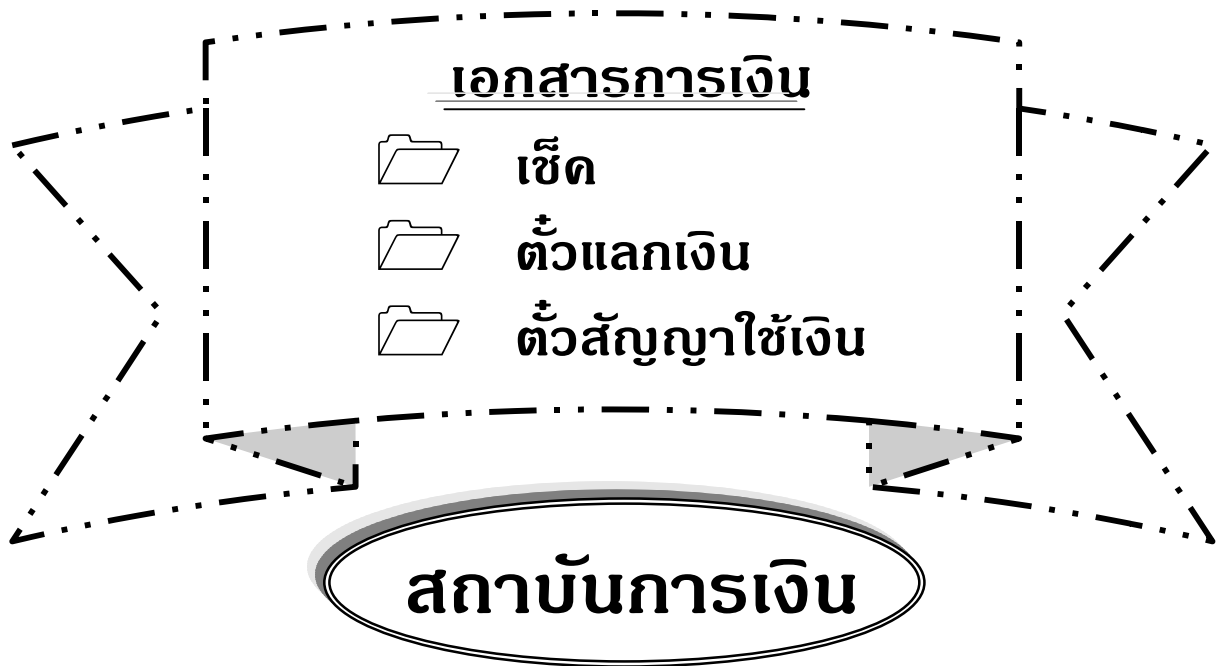 เอกสารการเงิน
เช็ค
ตั๋วแลกเงิน
ตั๋วสัญญาใช้เงิน
สถาบันการเงิน